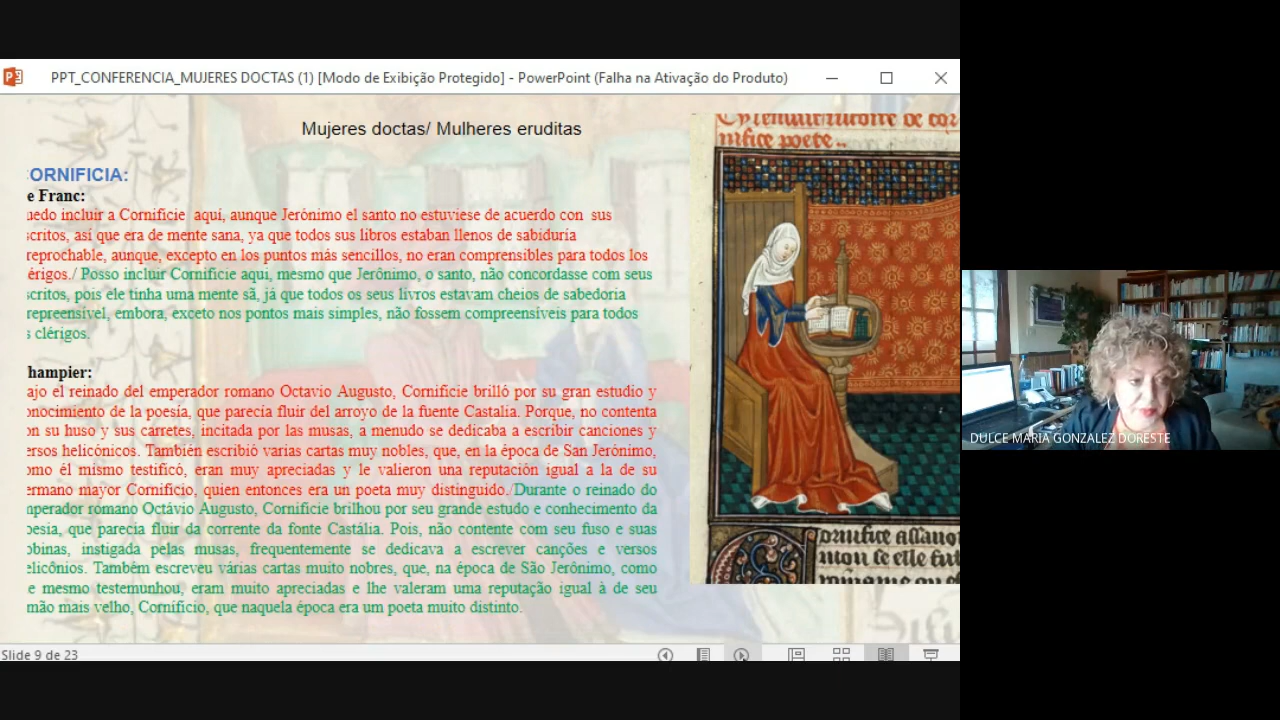 PPT_CONFERENCIA_MUJERES DOCTAS (1) [Modo de Exibição Protegido] - PowerPoint (Falha na Ativação do Produto)
Mujeres doctas/ Mulheres eruditas
ORNIFICIA:
e Franc:
uedo incluir a Cornificie aquí, aunque Jerónimo el santo no estuviese de acuerdo con sus
scritos, así que era de mente sana, ya que todos sus libros estaban llenos de sabiduría
reprochable, aunque, excepto en los puntos más sencillos, no eran comprensibles para todos los
érigos./ Posso incluir Cornificie aqui, mesmo que Jerônimo, o santo, não concordasse com seus
scritos, pois ele tinha uma mente sã, já que todos os seus livros estavam cheios de sabedoria
repreensível, embora, exceto nos pontos mais simples, não fossem compreensíveis para todos
s clérigos.
hampier:
ajo el reinado del emperador romano Octavio Augusto, Cornificie brilló por su gran estudio y
onocimiento de la poesía, que parecía fluir del arroyo de la fuente Castalia. Porque, no contenta
on su huso y sus carretes, incitada por las musas, a menudo se dedicaba a escribir canciones y
ersos helicónicos. También escribió varias cartas muy nobles, que, en la época de San Jerónimo,
omo él mismo testificó, eran muy apreciadas y le valieron una reputación igual a la de su
ermano mayor Cornificio, quien entonces era un poeta muy distinguido./Durante o reinado do
mperador romano Octávio Augusto, Cornificie brilhou por seu grande estudo e conhecimento da
oesia, que parecia fluir da corrente da fonte Castália. Pois, não contente com seu fuso e suas
obinas, instigada pelas musas, frequentemente se dedicava a escrever canções e versos
elicônios. Também escreveu várias cartas muito nobres, que, na época de São Jerônimo, como
e mesmo testemunhou, eram muito apreciadas e lhe valeram uma reputação igual à de seu
mão mais velho, Cornificio, que naquela época era um poeta muito distinto.
nifice poete..
ornifice
mon se elle fut
Slide 9 de 23
DULCE MARIA GONZALEZ DORESTE